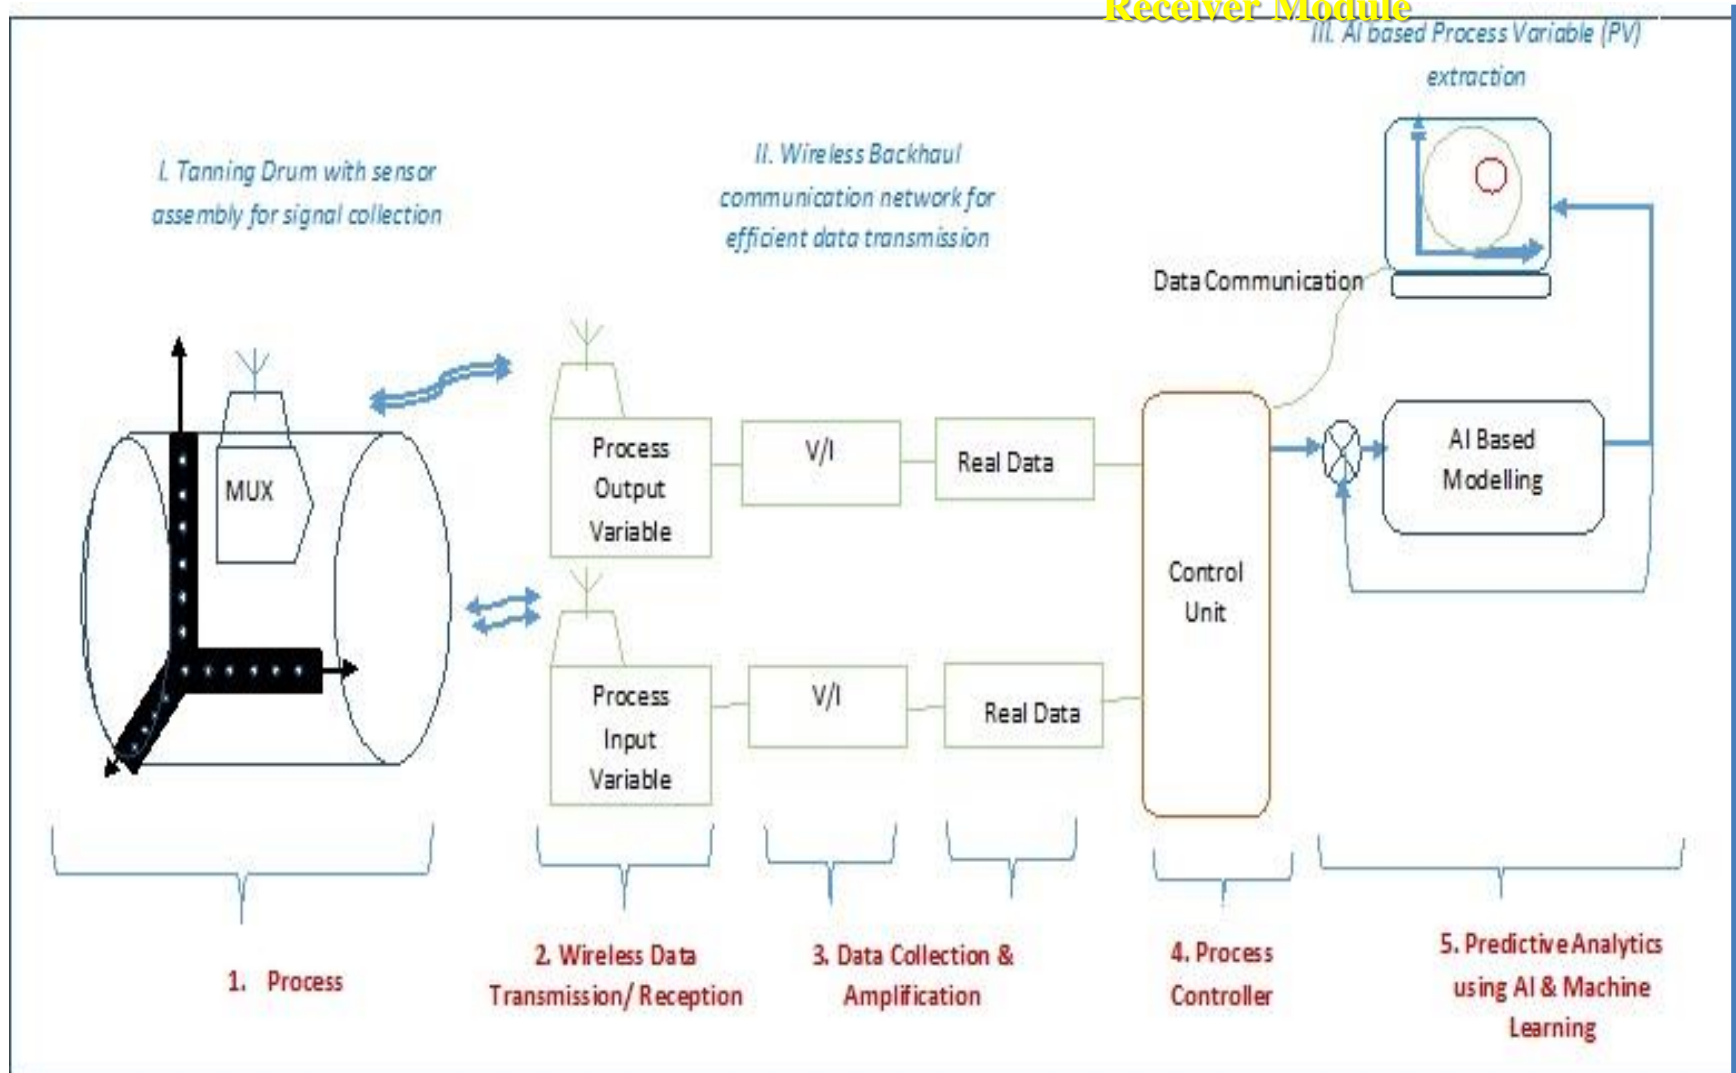 Receiver Module
III. AI based Process Variable (PV)
extraction
I. Tanning Drum with sensor
assembly for signal collection
II. Wireless Backhaul
communication network for
efficient data transmission
Data Communication
MUX
Process
Output
Variable
V/I
Real Data
AI Based
Modelling
Control
Unit
Process
Input
Variable
V/I
Real Data
1. Process
2. Wireless Data
Transmission/ Reception
3. Data Collection &
Amplification
4. Process
Controller
5. Predictive Analytics
using AI & Machine
Learning